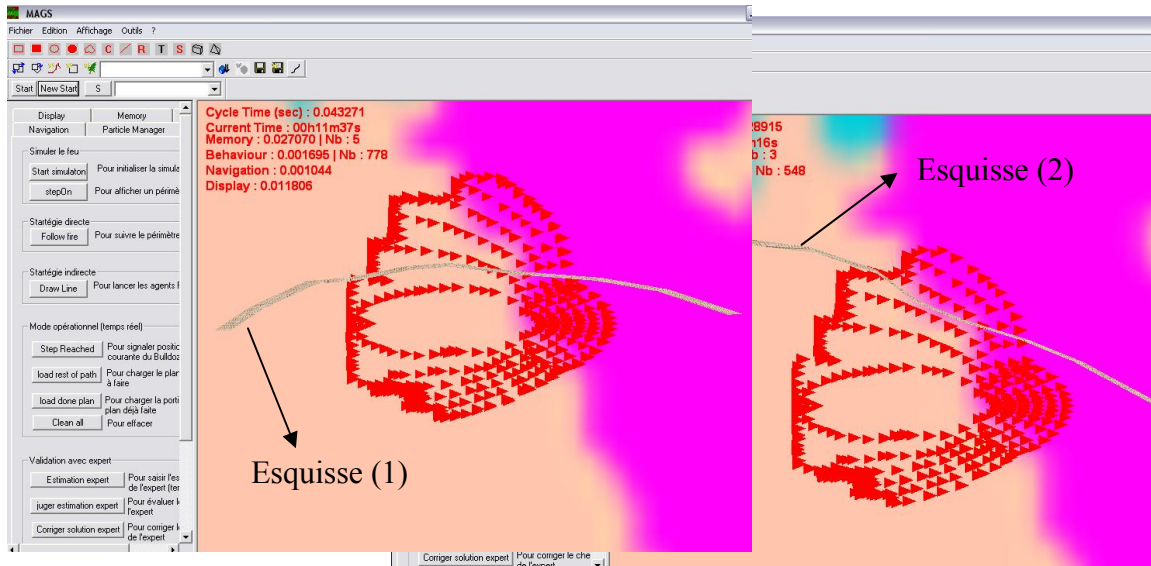 MAGS
Fichier Edition Affichage Outils ?
C R T S
Start New Start S
Display Memory
Navigation Particle Manager
Simuler le feu
Start simulaton Pour initialiser la simula
stepOn Pour afficher un périmè
Startégie directe
Follow fire Pour suivre le périmètre
Startégie indirecte
Draw Line Pour lancer les agents F
Mode opérationnel (temps réel)
Step Reached Pour signaler positic
courante du Bulldoz
load rest of path Pour charger le plan
à faire
load done plan Pour charger la porti
plan déjà faite
Clean all Pour effacer
Validation avec expert
Estimation expert Pour saisir l'es
de l'expert (ter
juger estimation expert Pour évaluer l
l'expert
Corriger solution expert Pour corriger l
de l'expert
Cycle Time (sec) : 0.043271
Current Time : 00h11m37s
Memory : 0.027070 | Nb : 5
Behaviour : 0.001695 | Nb : 778
Navigation : 0.001044
Display : 0.011806
Esquisse (1)
28915
16s
b : 3
Nb : 548
Esquisse (2)
Corriger solution expert Pour corriger le che
de l'expert